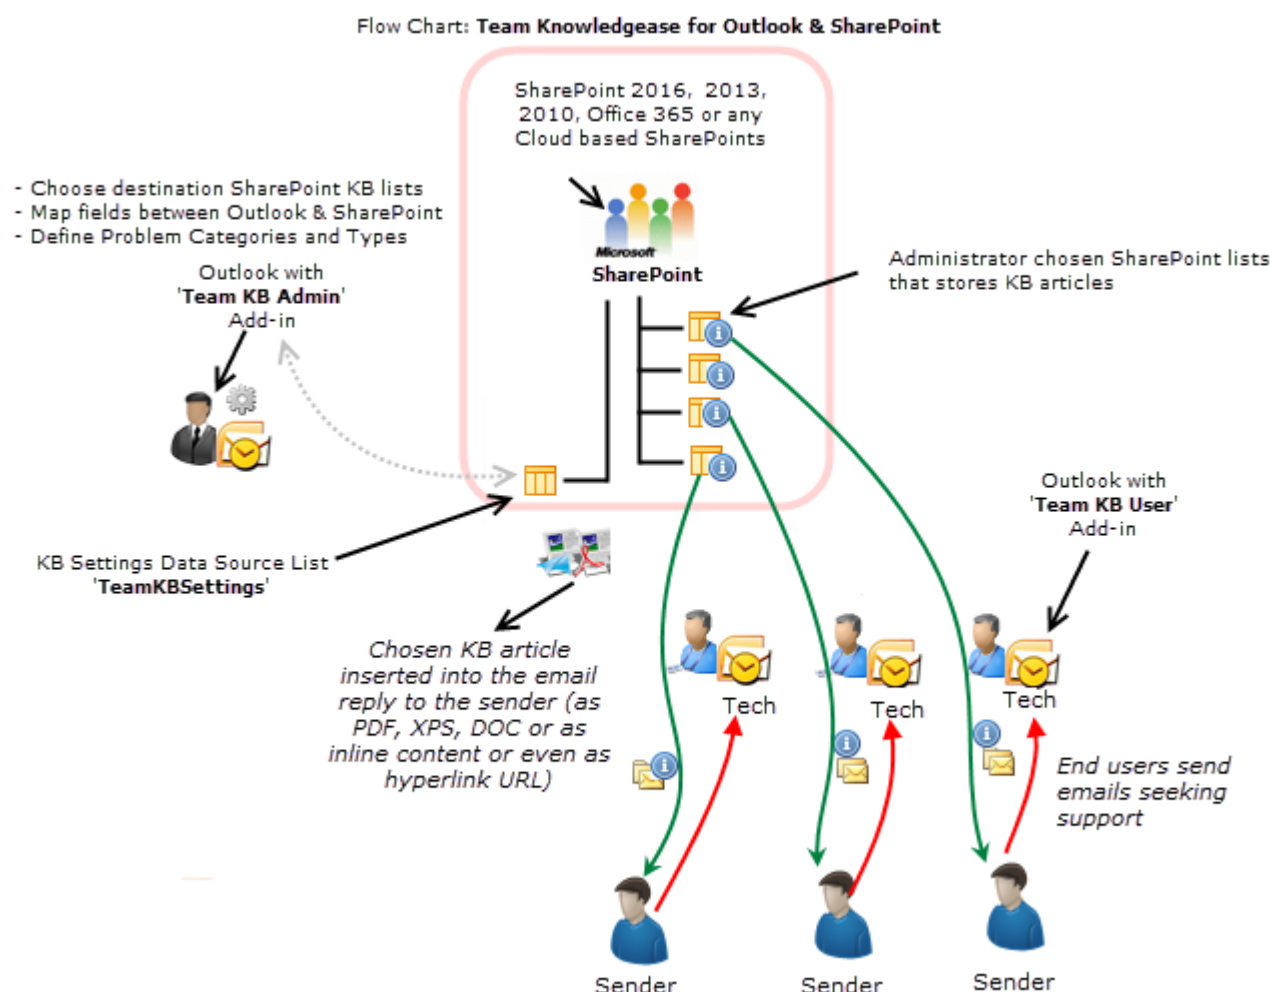 Flow Chart: Team Knowledgease for Outlook & SharePoint
SharePoint 2016, 2013,
2010, Office 365 or any
Cloud based SharePoints
- Choose destination SharePoint KB lists
- Map fields between Outlook & SharePoint
- Define Problem Categories and Types
Outlook with
'Team KB Admin'
Add-in
Microsoft
SharePoint
Administrator chosen SharePoint lists
that stores KB articles
Outlook with
'Team KB User'
Add-in
KB Settings Data Source List
'TeamKBSettings'
Chosen KB article
inserted into the email
reply to the sender (as
PDF, XPS, DOC or as
inline content or even as
hyperlink URL)
Tech
Tech
Tech
End users send
emails seeking
support
Sender
Sender
Sender